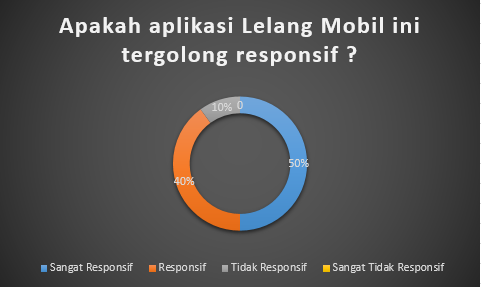 Apakah aplikasi Lelang Mobil ini
tergolong responsif ?
10% 0
50%
40%
Sangat Responsif Responsif Tidak Responsif Sangat Tidak Responsif